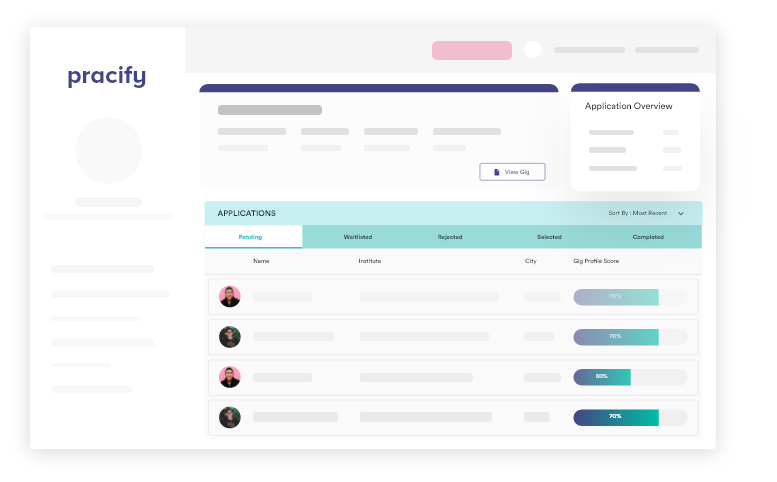 pracify
Application Overview
View Gig
APPLICATIONS
Sort By : Most Recent
Pending
Waitlisted
Rejected
Selected
Completed
Name
Institute
City
Gig Profile Score
70%
70%
50%
70%